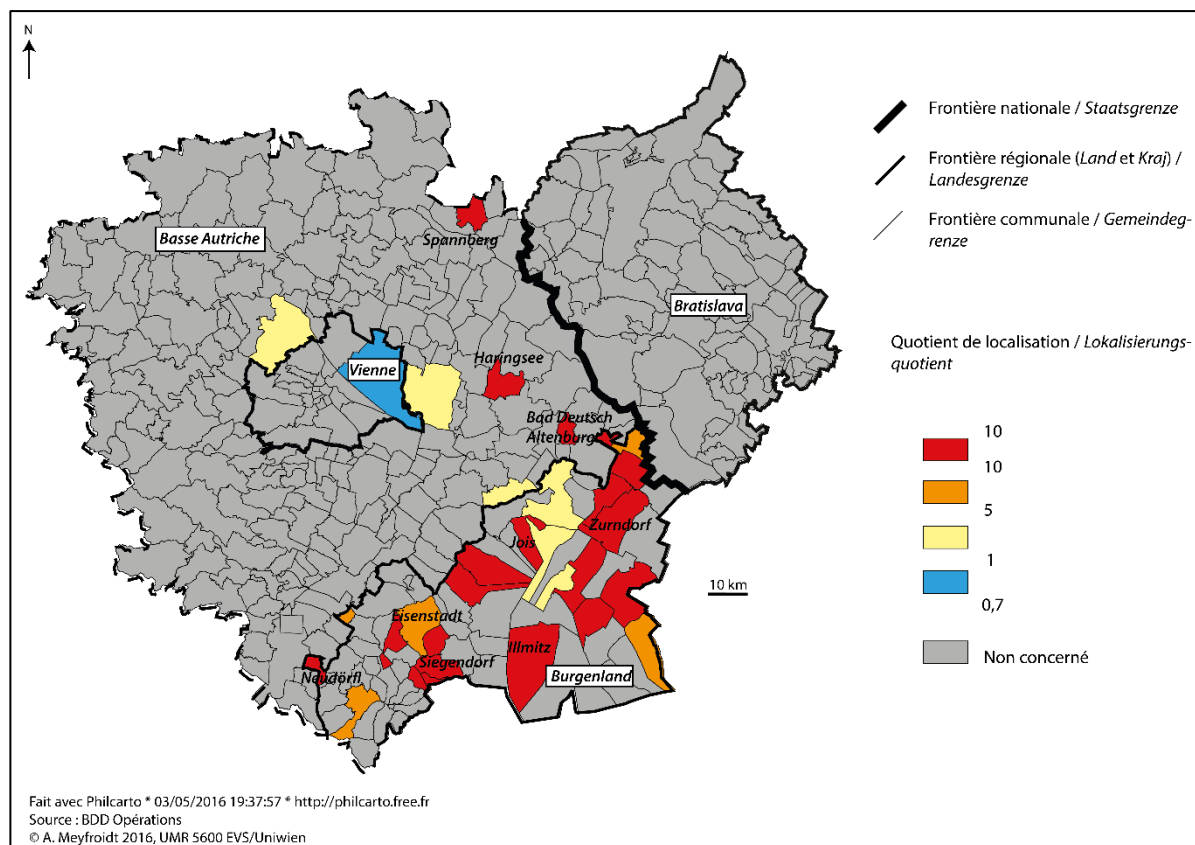 N
Frontière nationale / Staatsgrenze
Frontière régionale (Land et Kraj) /
Landesgrenze
Frontière communale / Gemeindeg-
renze
Spannberg
Basse Autriche
Bratislava
Quotient de localisation / Lokalisierungs-
quotient
Haringsee
Vienne
Bad Deutsch
Altenburg
10
10
5
1
0,7
Non concerné
Zurndorf
Jois
10 km
Eisenstadt
Illmitz
Siegendorf
Neudörfl
Burgenland
Fait avec Philcarto * 03/05/2016 19:37:57 * http://philcarto.free.fr
Source : BDD Opérations
© A. Meyfroidt 2016, UMR 5600 EVS/Uniwien